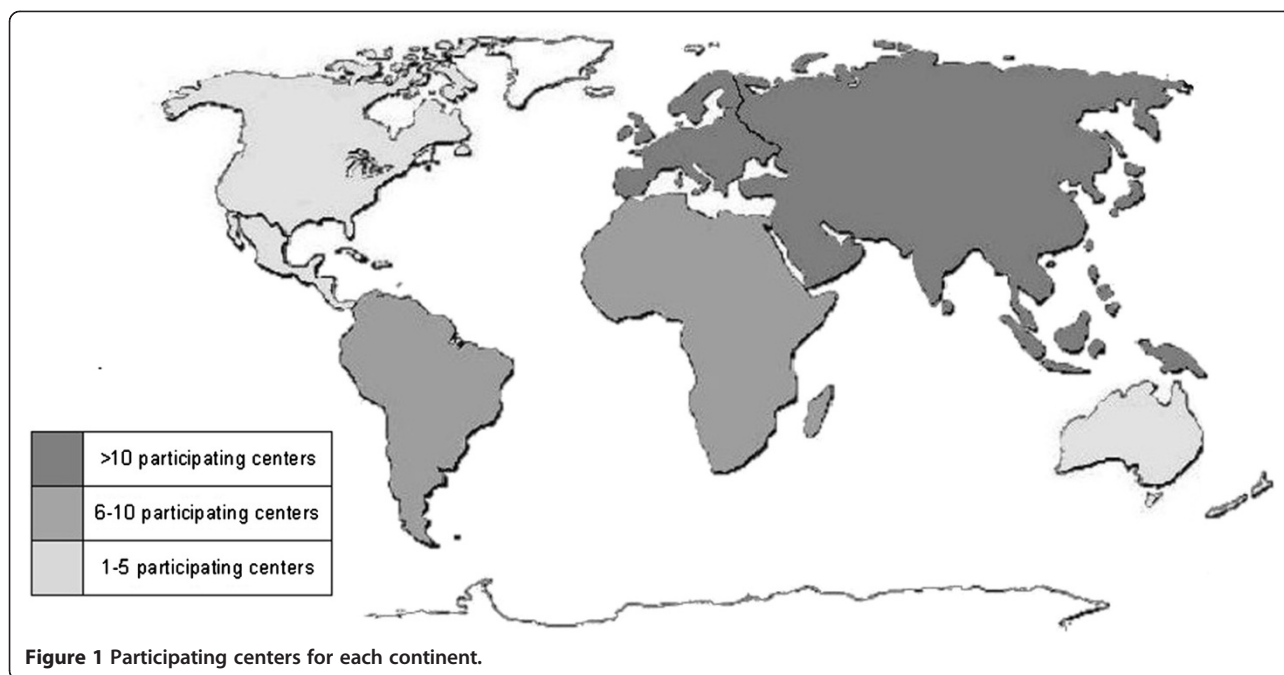 >10 participating centers
6-10 participating centers
1-5 participating centers
Figure 1 Participating centers for each continent.